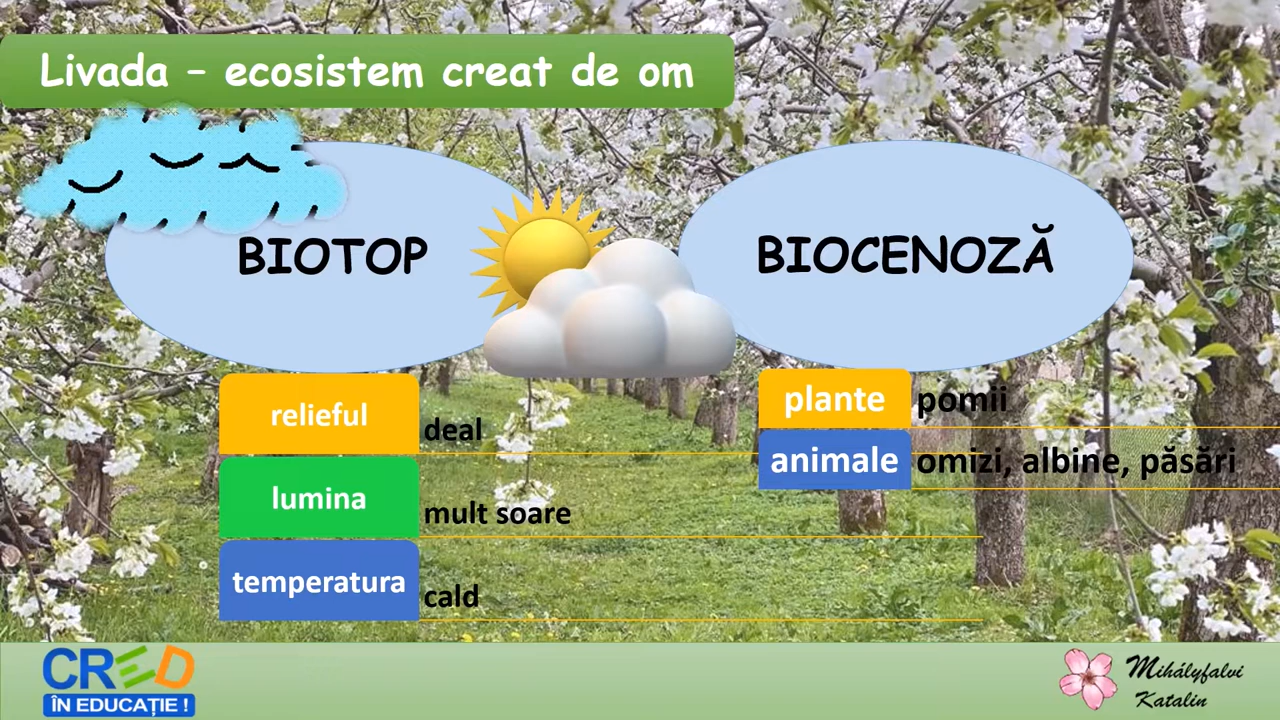 Livada – ecosistem creat de om
BIOTOP
BIOCENOZĂ
relieful
deal
lumina
mult soare
temperatura
cald
plante
pomii
animale
omizi, albine, păsări
CRED
ÎN EDUCAȚIE !
Mihályfalvi
Katalin